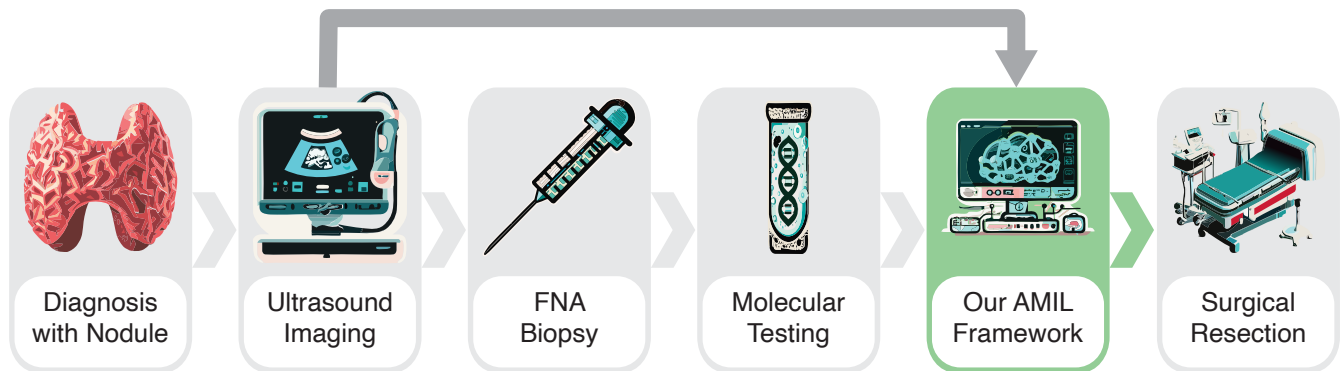 Diagnosis
with Nodule
Ultrasound
Imaging
FNA
Biopsy
Molecular
Testing
Our AMIL
Framework
Surgical
Resection